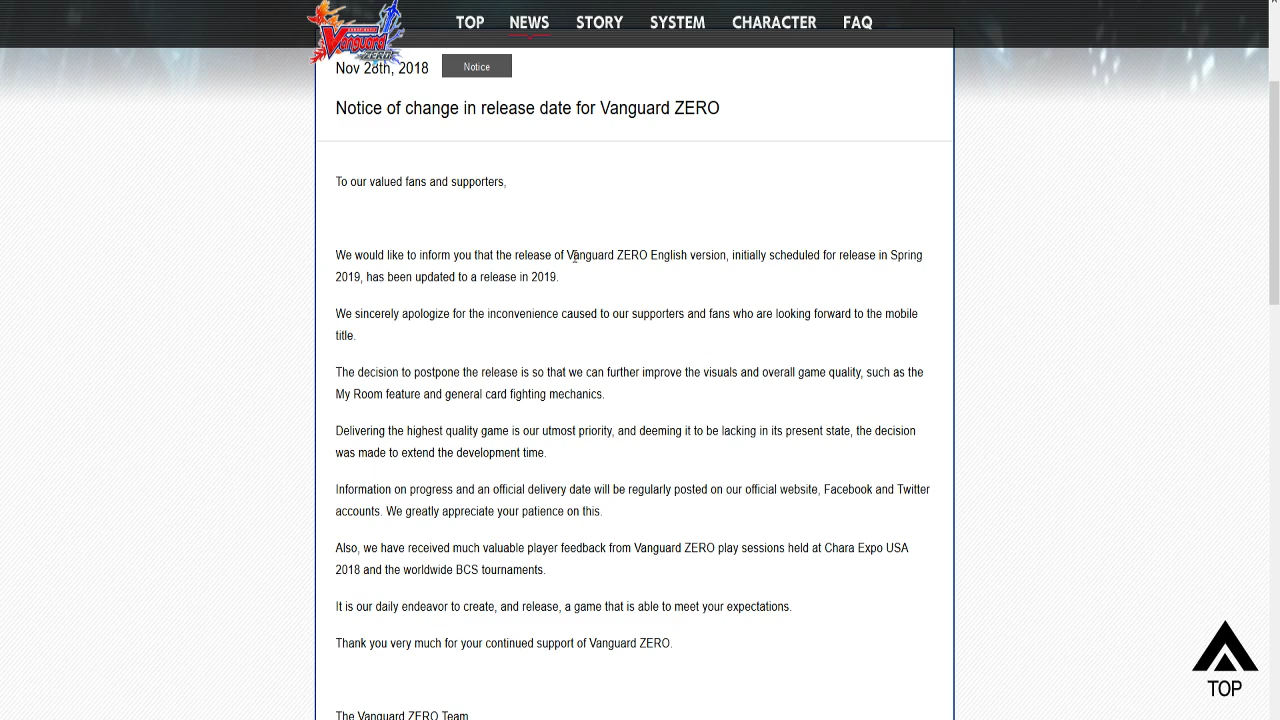 TOP NEWS STORY SYSTEM CHARACTER FAQ
Vanguard
ZERO
Nov 28th, 2018 Notice
Notice of change in release date for Vanguard ZERO
To our valued fans and supporters,
We would like to inform you that the release of Vanguard ZERO English version, initially scheduled for release in Spring
2019, has been updated to a release in 2019.
We sincerely apologize for the inconvenience caused to our supporters and fans who are looking forward to the mobile
title.
The decision to postpone the release is so that we can further improve the visuals and overall game quality, such as the
My Room feature and general card fighting mechanics.
Delivering the highest quality game is our utmost priority, and deeming it to be lacking in its present state, the decision
was made to extend the development time.
Information on progress and an official delivery date will be regularly posted on our official website, Facebook and Twitter
accounts. We greatly appreciate your patience on this.
Also, we have received much valuable player feedback from Vanguard ZERO play sessions held at Chara Expo USA
2018 and the worldwide BCS tournaments.
It is our daily endeavor to create, and release, a game that is able to meet your expectations.
Thank you very much for your continued support of Vanguard ZERO.
The Vanguard ZERO Team
TOP